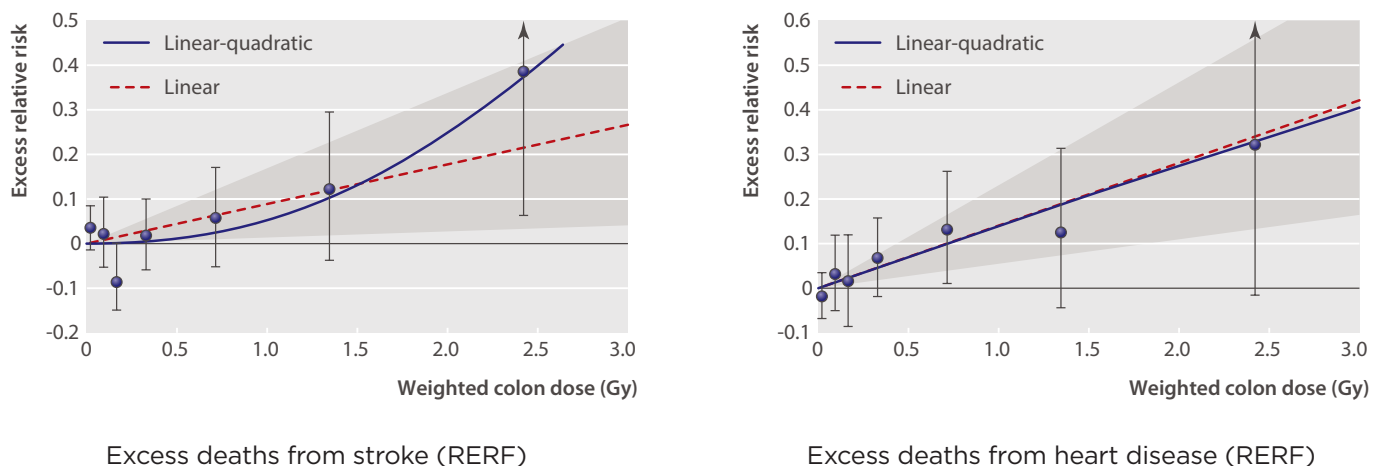 Excess relative risk
0.5
0.4
0.3
0.2
0.1
0
-0.1
-0.2
Linear-quadratic
Linear
0 0.5 1.0 1.5 2.0 2.5 3.0
Weighted colon dose (Gy)
Excess deaths from stroke (RERF)
Excess relative risk
0.6
0.5
0.4
0.3
0.2
0.1
0
-0.1
Linear-quadratic
Linear
0 0.5 1.0 1.5 2.0 2.5 3.0
Weighted colon dose (Gy)
Excess deaths from heart disease (RERF)